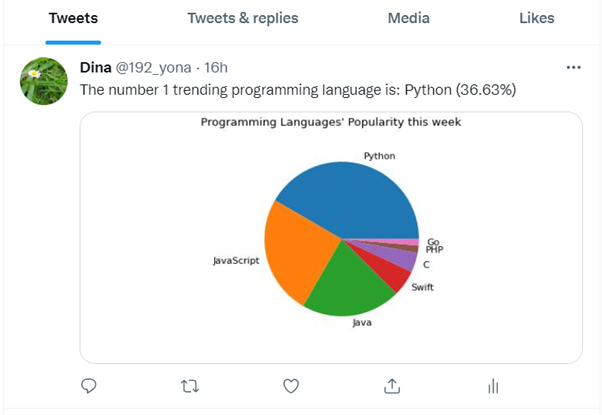 Tweets Tweets & replies Media Likes
Dina @192_yona · 16h
The number 1 trending programming language is: Python (36.63%)
Programming Languages' Popularity this week
Python
Go
PHP
JavaScript
C
Swift
Java